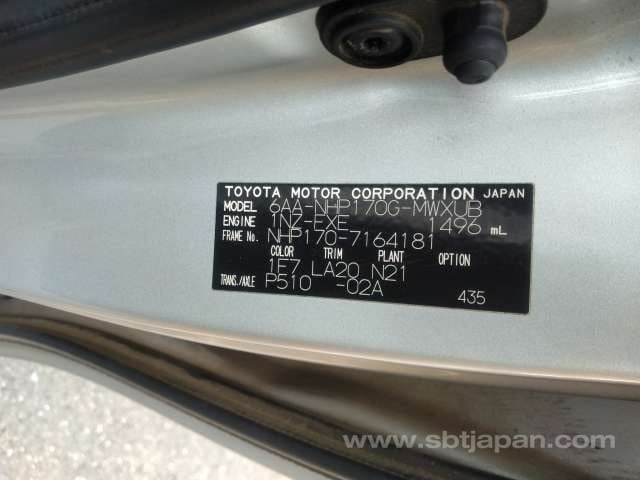 TOYOTA MOTOR CORPORATION JAPAN
MODEL 6AA-NHP170G-MWXUB
ENGINE 1NZ-EXE 1496 mL
FRAME No. NHP170-7164181
COLOR TRIM PLANT OPTION
1F7 LA20 N21
TRANS./AXLE P510 -02A
435
www.sbtjapan.com